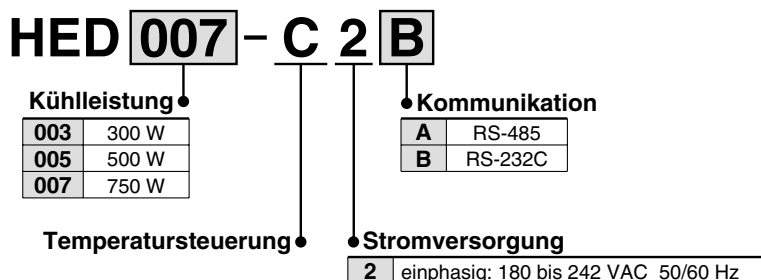 HED 007 - C 2 B
Kühlleistung
003 300 W
005 500 W
007 750 W
Kommunikation
A RS-485
B RS-232C
Temperatursteuerung
Stromversorgung
2 einphasig: 180 bis 242 VAC 50/60 Hz